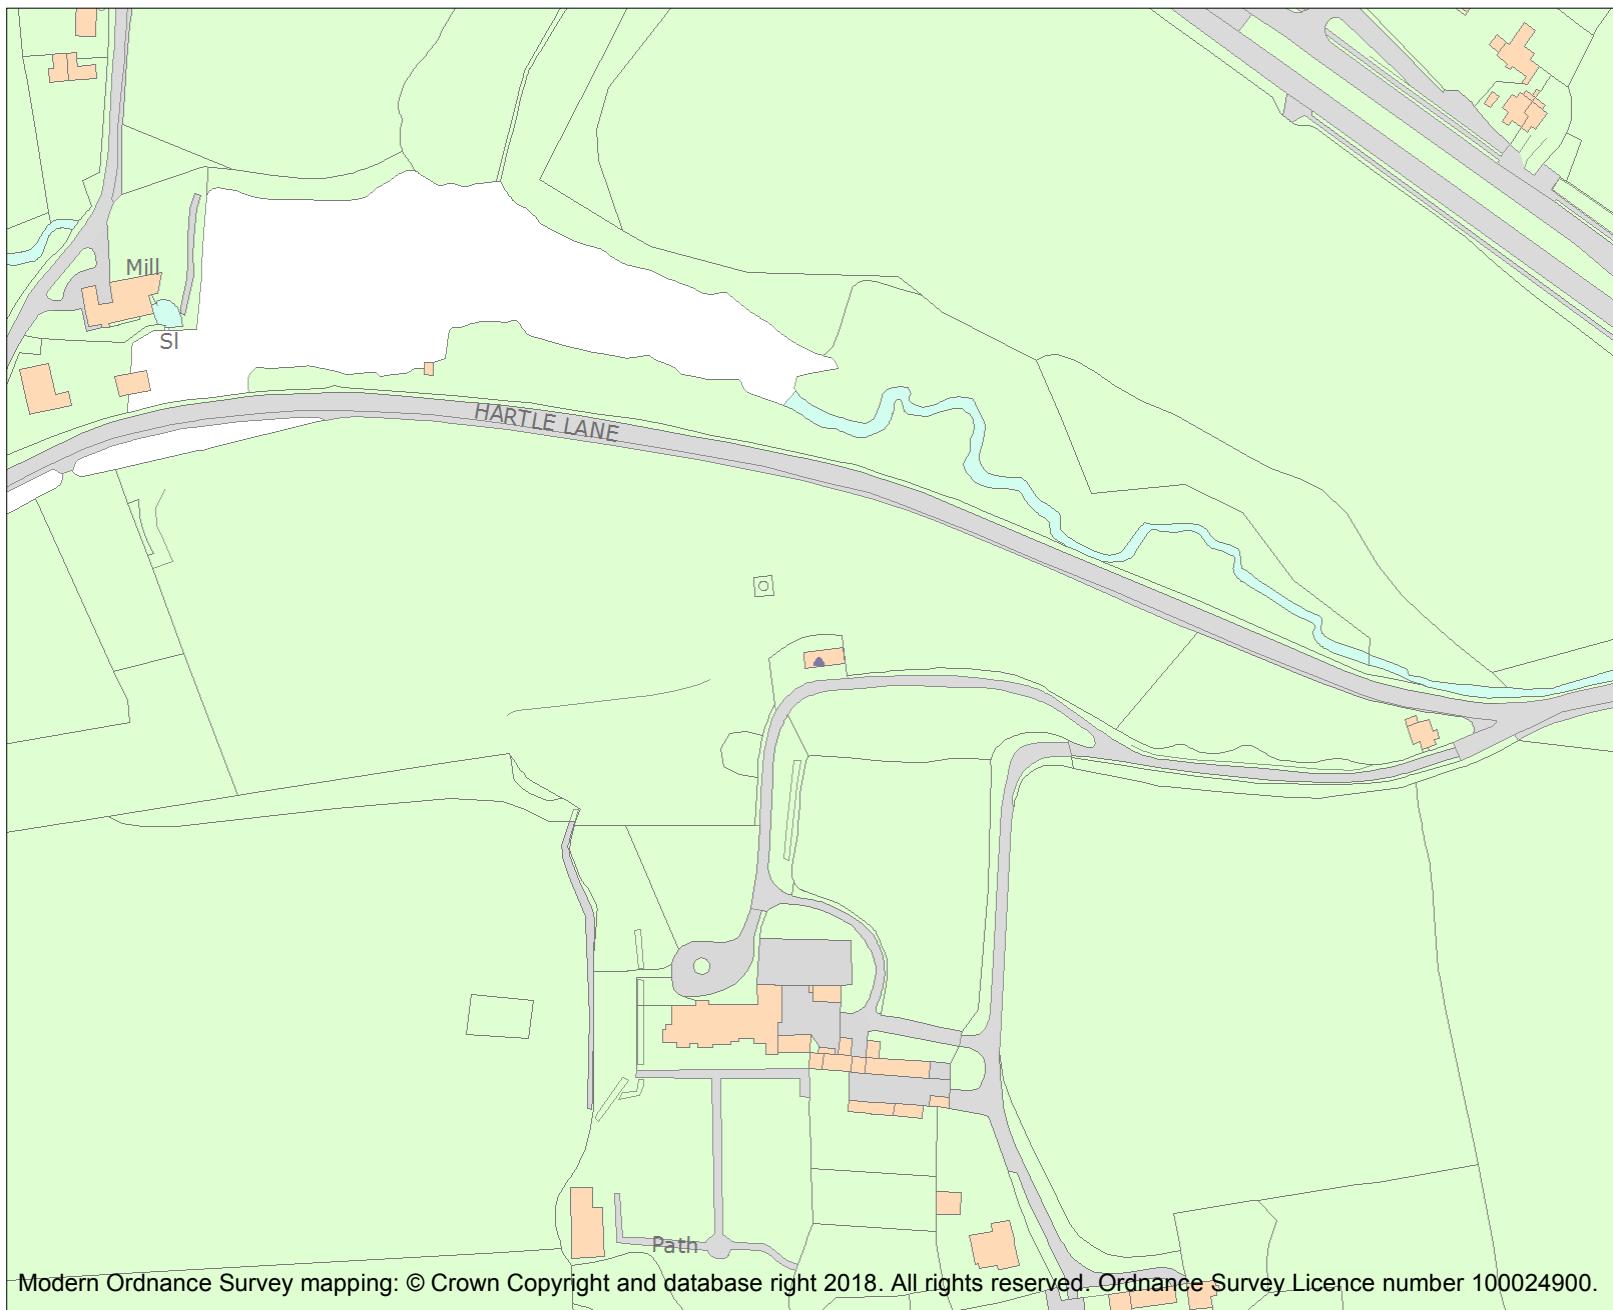 Mill
Sl
HARTLE LANE
Path
Modern Ordnance Survey mapping: © Crown Copyright and database right 2018. All rights reserved. Ordnance Survey Licence number 100024900.